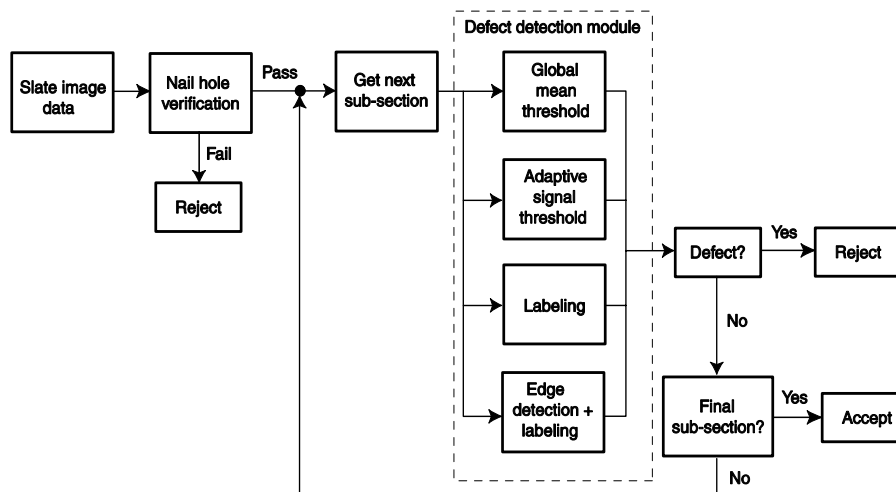 Defect detection module
Slate image
data
Nail hole
verification
Pass
Fail
Reject
Get next
sub-section
Global
mean
threshold
Adaptive
signal
threshold
Labeling
Edge
detection +
labeling
Defect?
Yes
Reject
No
Final
sub-section?
Yes
Accept
No